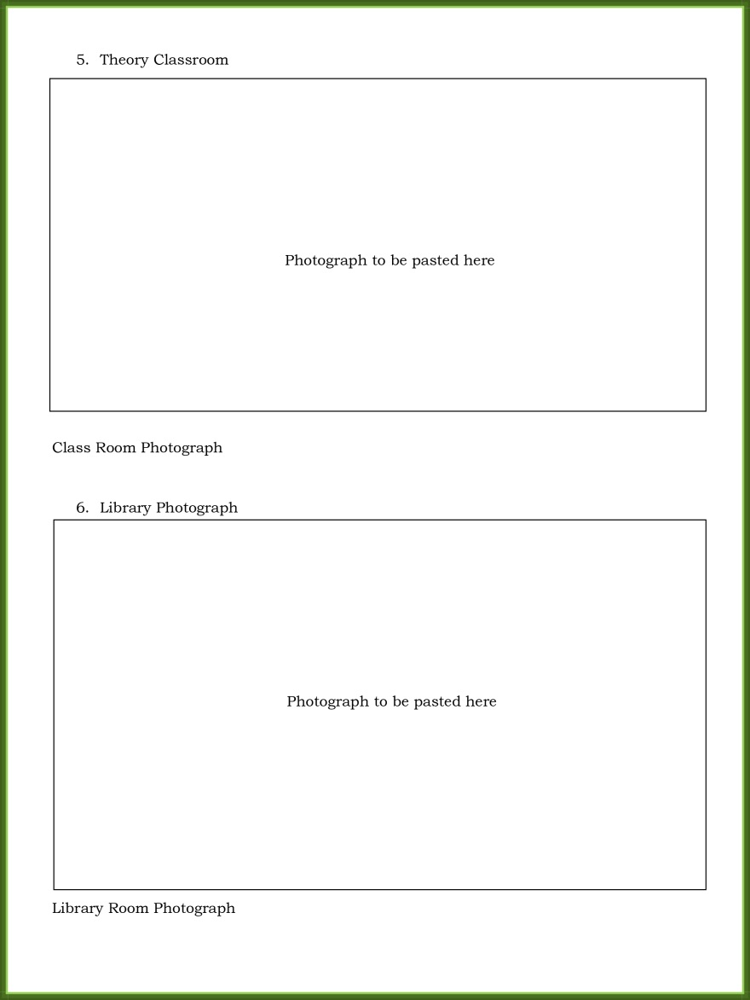 5. Theory Classroom
Photograph to be pasted here
Class Room Photograph
6. Library Photograph
Photograph to be pasted here
Library Room Photograph